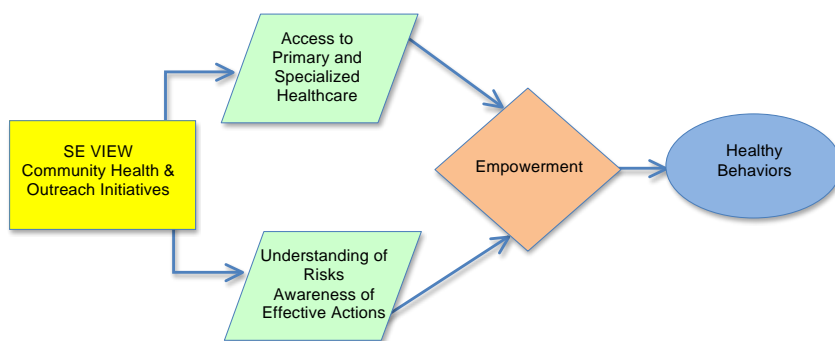 Access to
Primary and
Specialized
Healthcare
SE VIEW
Community Health &
Outreach Initiatives
Empowerment
Healthy
Behaviors
Understanding of
Risks
Awareness of
Effective Actions